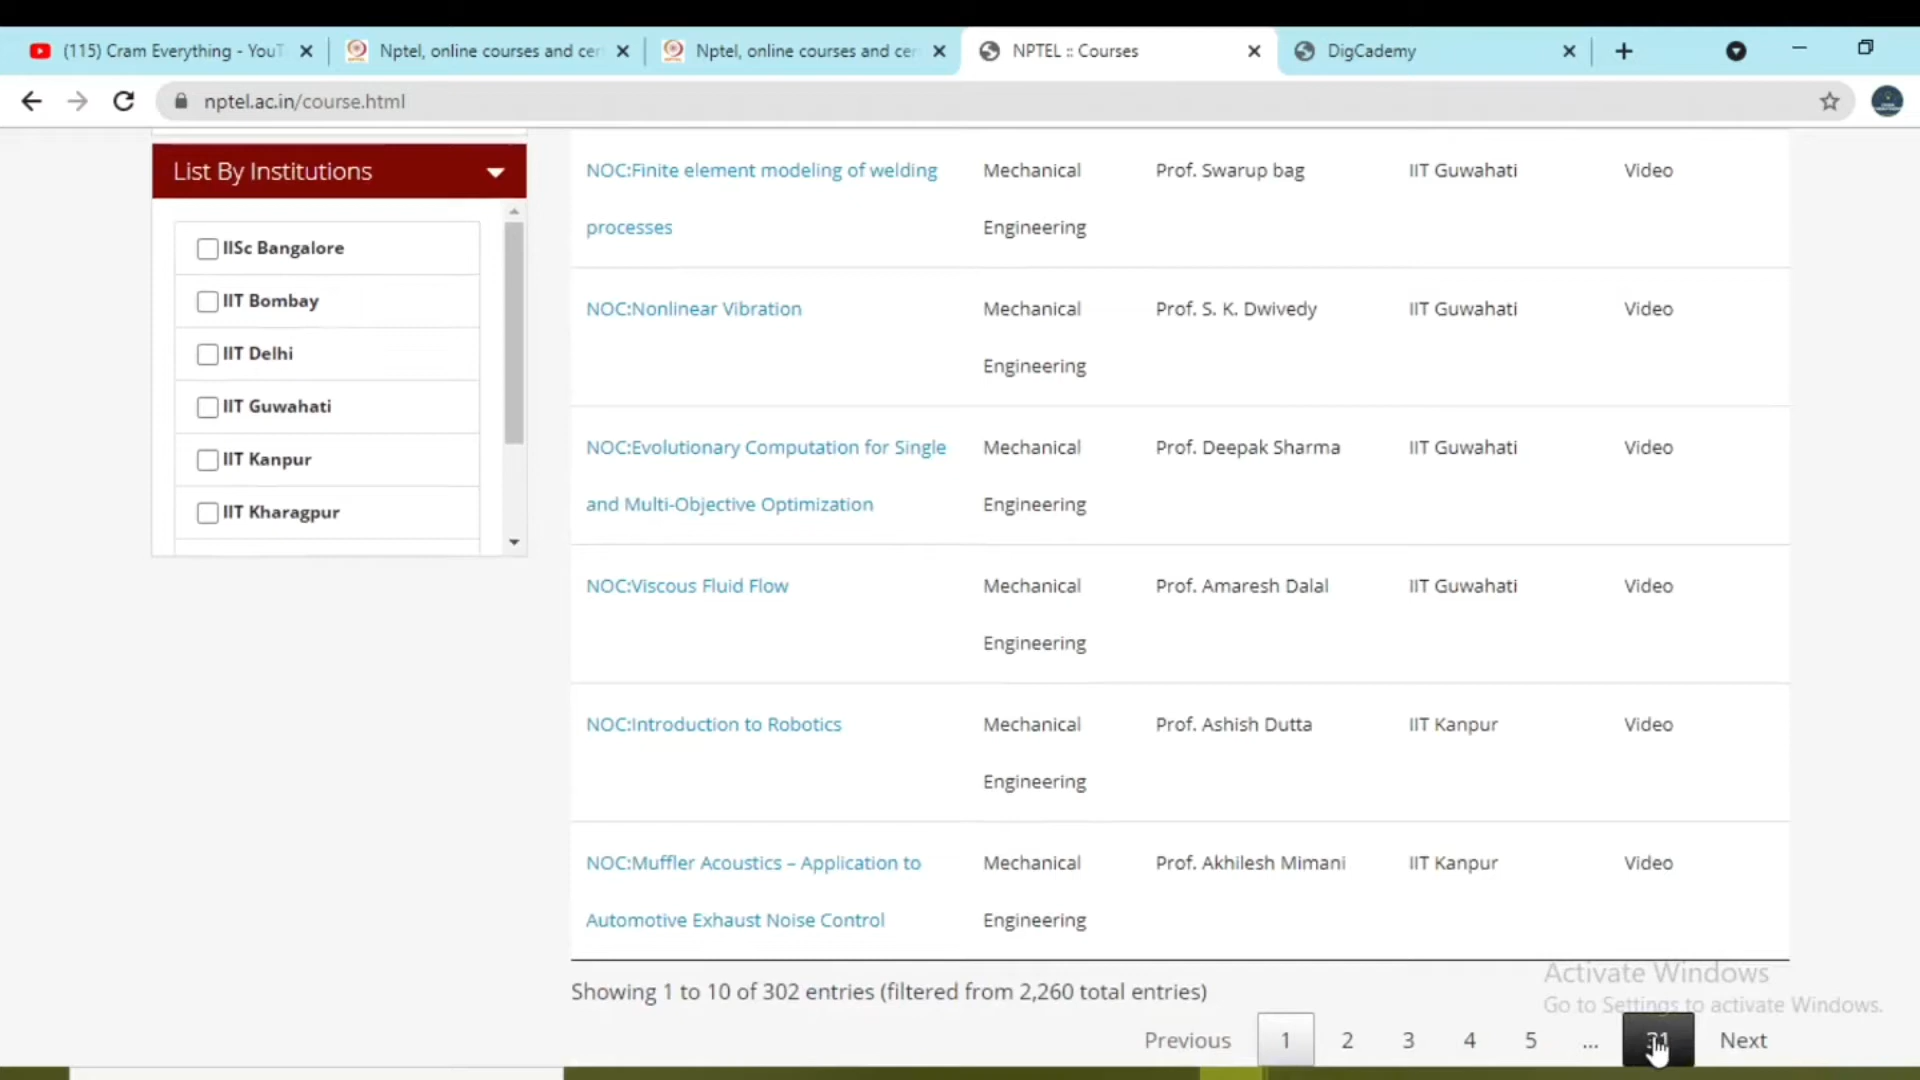 (115) Cram Everything - YouT
Nptel, online courses and cer
Nptel, online courses and cer
NPTEL :: Courses
DigCademy
nptel.ac.in/course.html
List By Institutions
IISc Bangalore
IIT Bombay
IIT Delhi
IIT Guwahati
IIT Kanpur
IIT Kharagpur
NOC:Finite element modeling of welding
processes
Mechanical
Engineering
Prof. Swarup bag
IIT Guwahati
Video
NOC:Nonlinear Vibration
Mechanical
Engineering
Prof. S. K. Dwivedy
IIT Guwahati
Video
NOC:Evolutionary Computation for Single
and Multi-Objective Optimization
Mechanical
Engineering
Prof. Deepak Sharma
IIT Guwahati
Video
NOC:Viscous Fluid Flow
Mechanical
Engineering
Prof. Amaresh Dalal
IIT Guwahati
Video
NOC:Introduction to Robotics
Mechanical
Engineering
Prof. Ashish Dutta
IIT Kanpur
Video
NOC:Muffler Acoustics – Application to
Automotive Exhaust Noise Control
Mechanical
Engineering
Prof. Akhilesh Mimani
IIT Kanpur
Video
Showing 1 to 10 of 302 entries (filtered from 2,260 total entries)
Activate Windows
Go to Settings to activate Windows.
Previous 1 2 3 4 5 ... Next